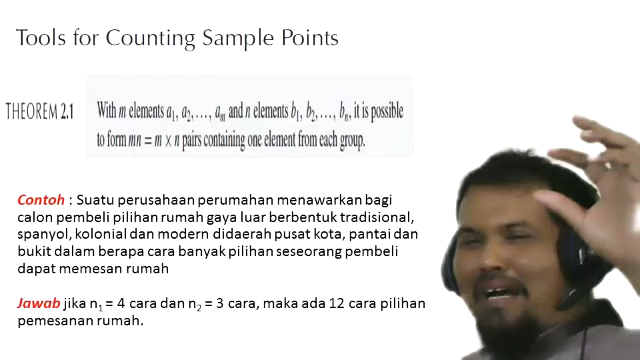 Tools for Counting Sample Points
THEOREM 2.1
With m elements a₁, a₂, …, aₘ and n elements b₁, b₂, …, bₙ, it is possible
to form mn = m × n pairs containing one element from each group.
Contoh : Suatu perusahaan perumahan menawarkan bagi
calon pembeli pilihan rumah gaya luar berbentuk tradisional,
spanyol, kolonial dan modern didaerah pusat kota, pantai dan
bukit dalam berapa cara banyak pilihan seseorang pembeli
dapat memesan rumah
Jawab jika n₁ = 4 cara dan n₂ = 3 cara, maka ada 12 cara pilihan
pemesanan rumah.